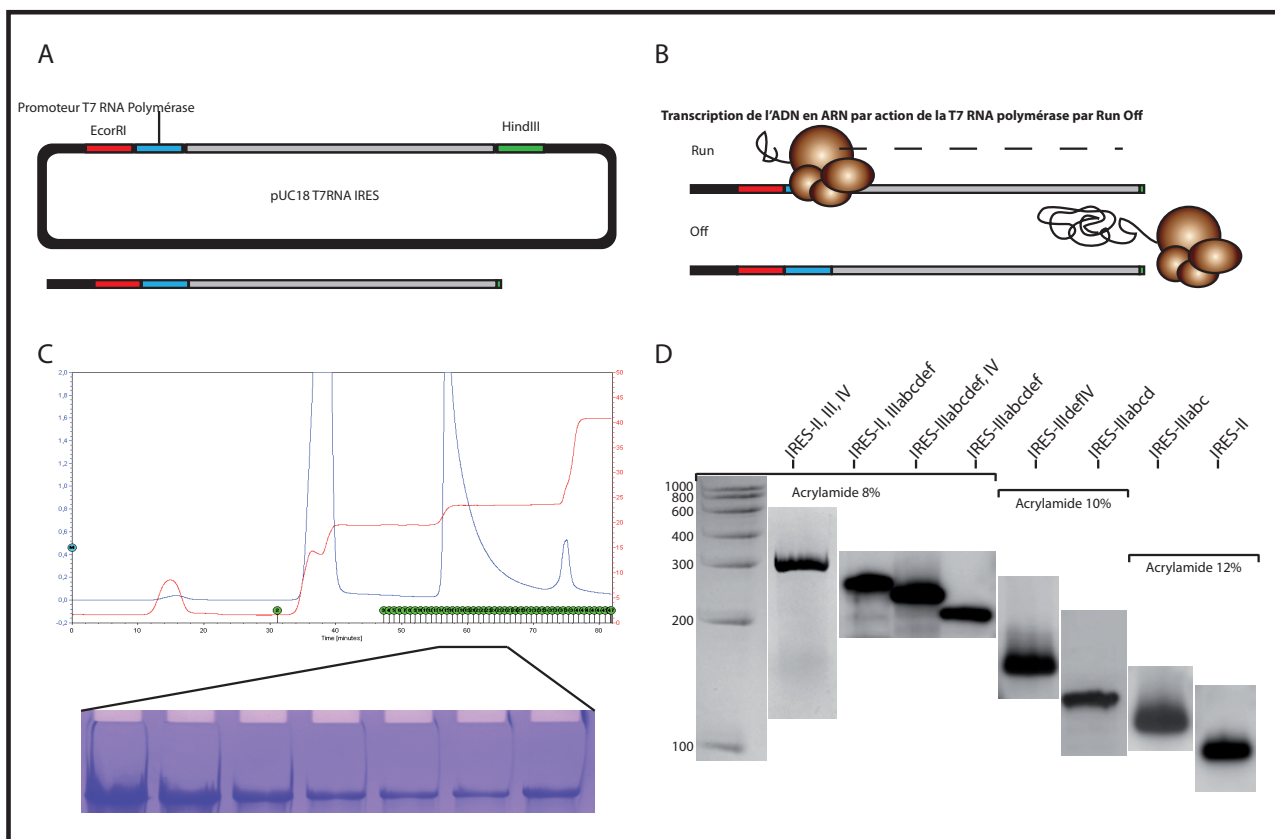 A
Promoteur T7 RNA Polymérase
EcorRI
HindIII
pUC18 T7RNA IRES
B
Transcription de l'ADN en ARN par action de la T7 RNA polymérase par Run Off
Run
Off
C
2,0
1,8
1,6
1,4
1,2
1,0
0,8
0,6
0,4
0,2
0,0
-0,2
50
45
40
35
30
25
20
15
10
5
0
0
10
20
30
40
50
60
70
80
Time [minutes]
M
D
IRES-II, III, IV
IRES-II, IIIabcdef
IRES-IIIabcdef, IV
IRES-IIIabcdef
IRES-IIIdefIV
IRES-IIIabcd
IRES-IIIabc
IRES-II
Acrylamide 8%
Acrylamide 10%
Acrylamide 12%
1000
800
600
400
300
200
100